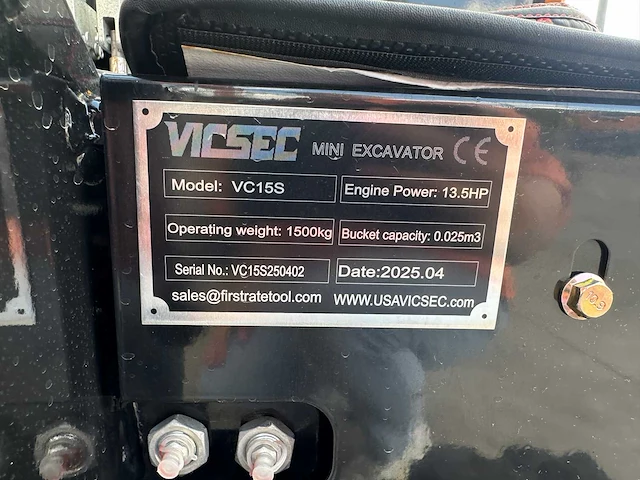 VICSEC MINI EXCAVATOR CE
Model: VC15S
Engine Power: 13.5HP
Operating weight: 1500kg
Bucket capacity: 0.025m3
Serial No.: VC15S250402
Date:2025.04
sales@firstratetool.com WWW.USAVICSEC.com